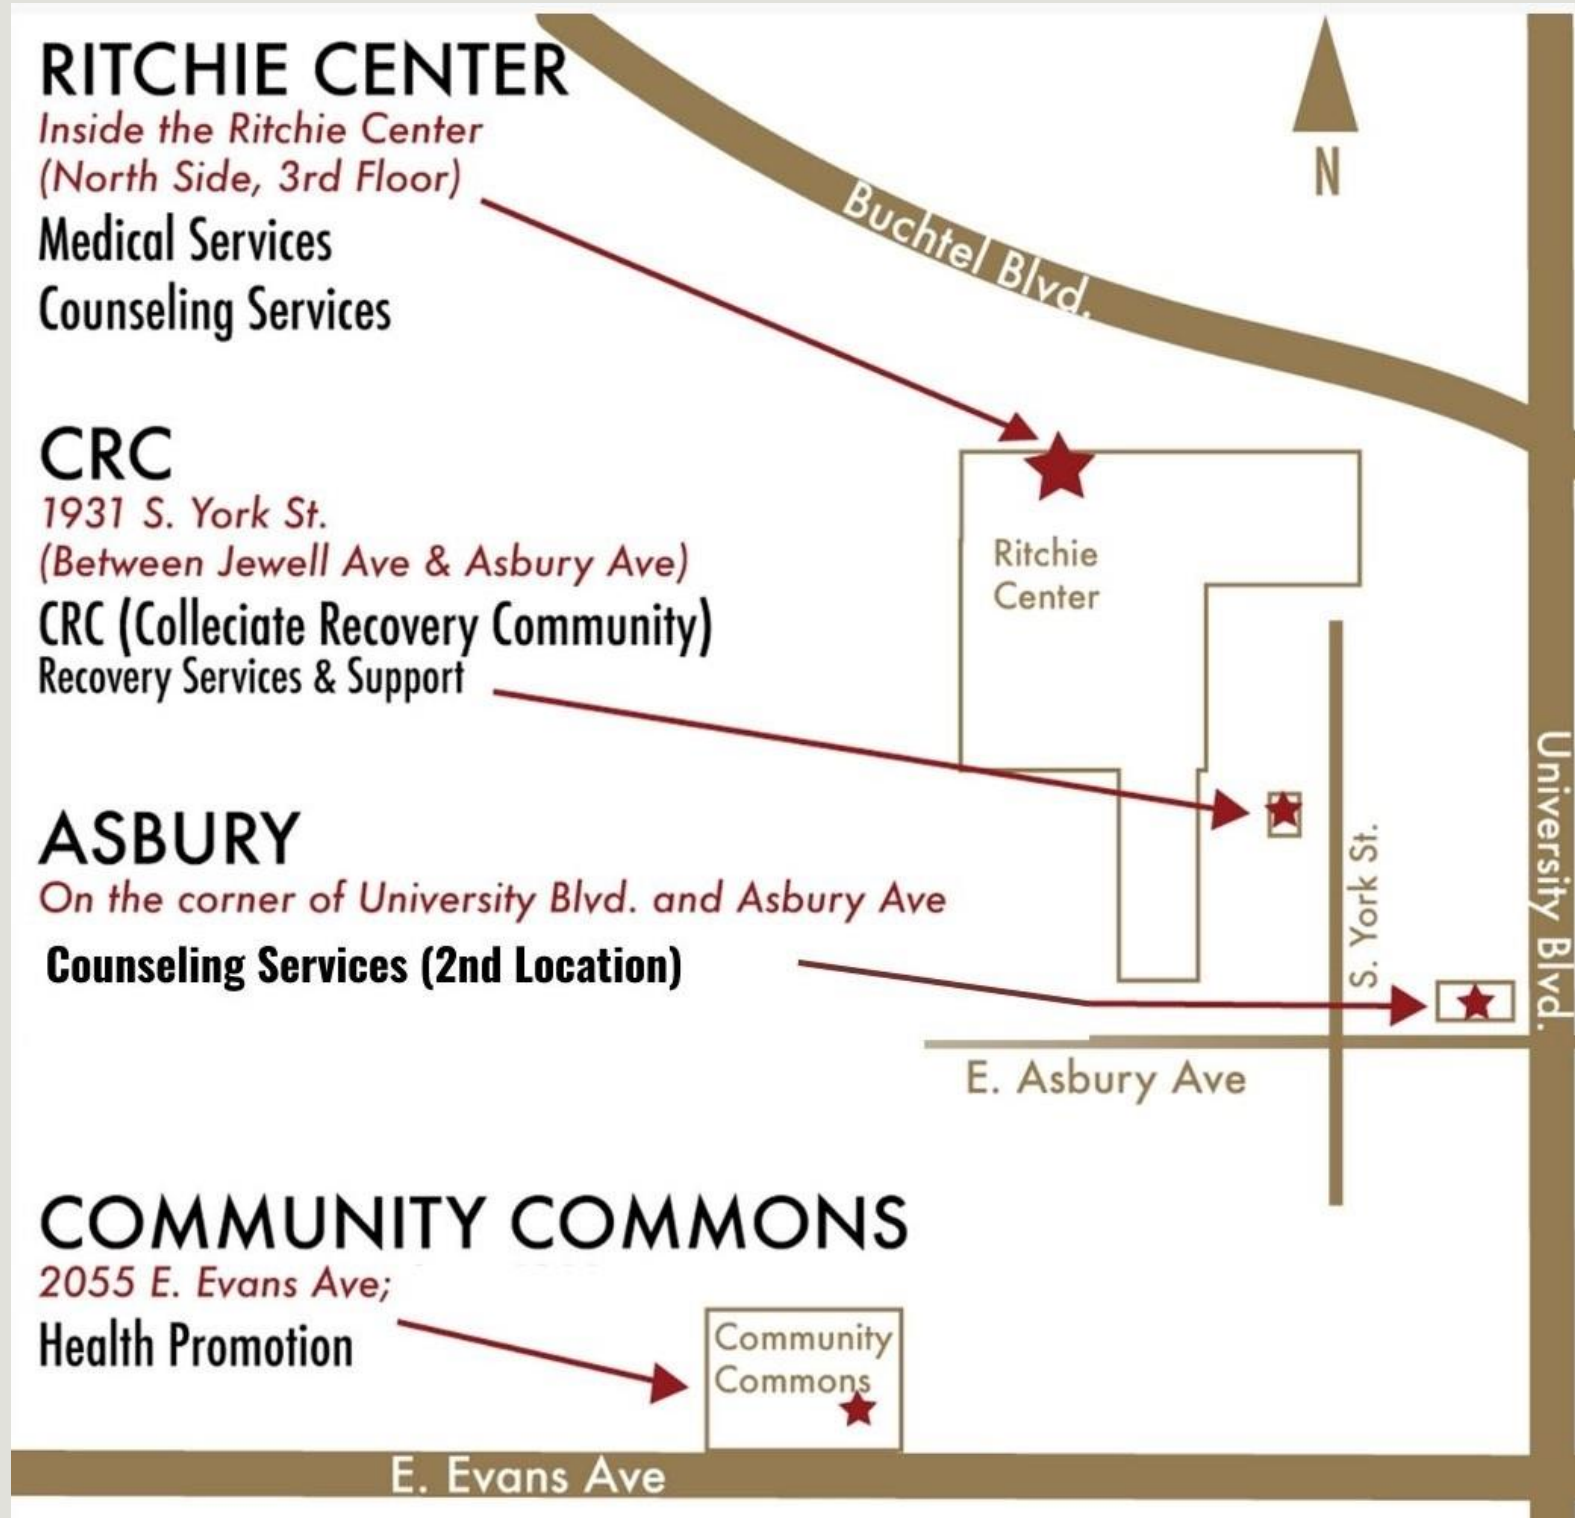 RITCHIE CENTER
Inside the Ritchie Center
(North Side, 3rd Floor)
Medical Services
Counseling Services
CRC
1931 S. York St.
(Between Jewell Ave & Asbury Ave)
CRC (Colleciate Recovery Community)
Recovery Services & Support
ASBURY
On the corner of University Blvd. and Asbury Ave
Counseling Services (2nd Location)
COMMUNITY COMMONS
2055 E. Evans Ave;
Health Promotion
Buchtel Blvd.
N
Ritchie
Center
S. York St.
University Blvd.
E. Asbury Ave
Community
Commons
E. Evans Ave